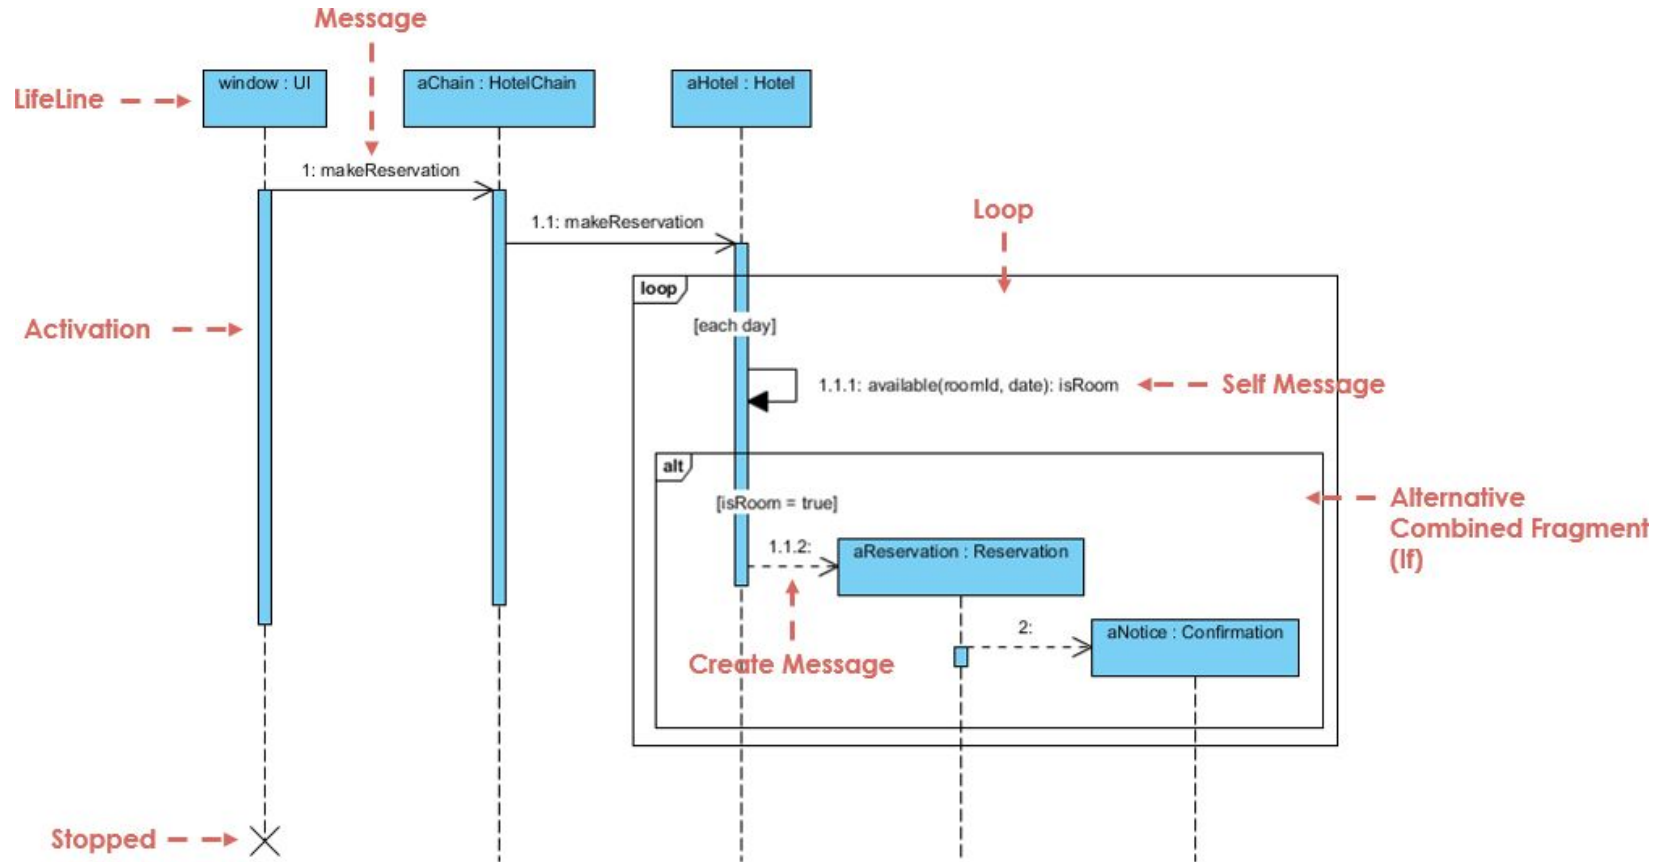 Message
window : UI
aChain : HotelChain
aHotel : Hotel
LifeLine
1: makeReservation
1.1: makeReservation
Loop
loop
[each day]
Activation
1.1.1: available(roomId, date): isRoom
Self Message
alt
[isRoom = true]
Alternative
Combined Fragment
(If)
1.1.2:
aReservation : Reservation
2:
aNotice : Confirmation
Create Message
Stopped